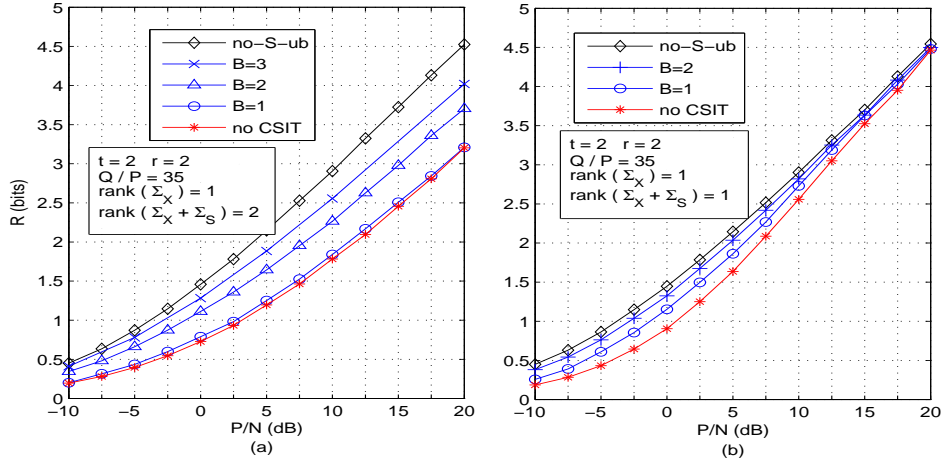 5
4.5
4
3.5
3
2.5
2
1.5
1
0.5
0
R (bits)
no−S−ub
B=3
B=2
B=1
no CSIT
t = 2 r = 2
Q / P = 35
rank ( Σ_X ) = 1
rank ( Σ_X + Σ_S ) = 2
−10 −5 0 5 10 15 20
P/N (dB)
(a)
5
4.5
4
3.5
3
2.5
2
1.5
1
0.5
0
no−S−ub
B=2
B=1
no CSIT
t = 2 r = 2
Q / P = 35
rank ( Σ_X ) = 1
rank ( Σ_X + Σ_S ) = 1
−10 −5 0 5 10 15 20
P/N (dB)
(b)